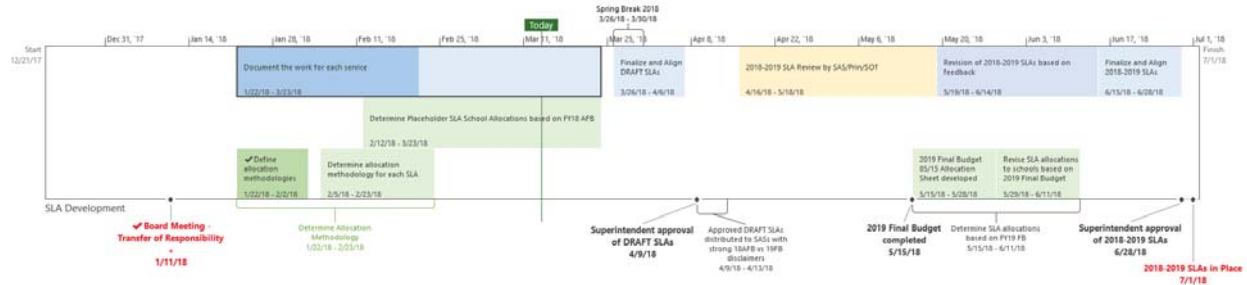 Spring Break 2018
3/26/18 - 3/30/18
Today
Dec 31, '17
Jan 14, '18
Jan 28, '18
Feb 11, '18
Feb 25, '18
Mar 11, '18
Mar 25, '18
Apr 8, '18
Apr 22, '18
May 6, '18
May 20, '18
Jun 3, '18
Jun 17, '18
Jul 1, '18
Start
12/21/17
Finish
7/1/18
Document the work for each service
1/22/18 - 3/23/18
Finalize and Align
DRAFT SLAs
3/26/18 - 4/6/18
2018-2019 SLA Review by SAS/Prin/SOT
4/16/18 - 5/18/18
Revision of 2018-2019 SLAs based on
feedback
5/19/18 - 6/14/18
Finalize and Align
2018-2019 SLAs
6/15/18 - 6/28/18
Determine Placeholder SLA School Allocations based on FY18 AFB
2/12/18 - 3/23/18
✔Define
allocation
methodologies
1/22/18 - 2/2/18
Determine allocation
methodology for each SLA
2/5/18 - 2/23/18
2019 Final Budget
05/15 Allocation
Sheet developed
5/15/18 - 5/28/18
Revise SLA allocations
to schools based on
2019 Final Budget
5/29/18 - 6/11/18
SLA Development
✔Board Meeting -
Transfer of Responsibility
-
1/11/18
Determine Allocation
Methodology
1/22/18 - 2/23/18
Superintendent approval
of DRAFT SLAs
4/9/18
Approved DRAFT SLAs
distributed to SASs with
strong 18AFB vs 19FB
disclaimers
4/9/18 - 4/13/18
2019 Final Budget
completed
5/15/18
Determine SLA allocations
based on FY19 FB
5/15/18 - 6/11/18
Superintendent approval
of 2018-2019 SLAs
6/28/18
2018-2019 SLAs in Place
7/1/18